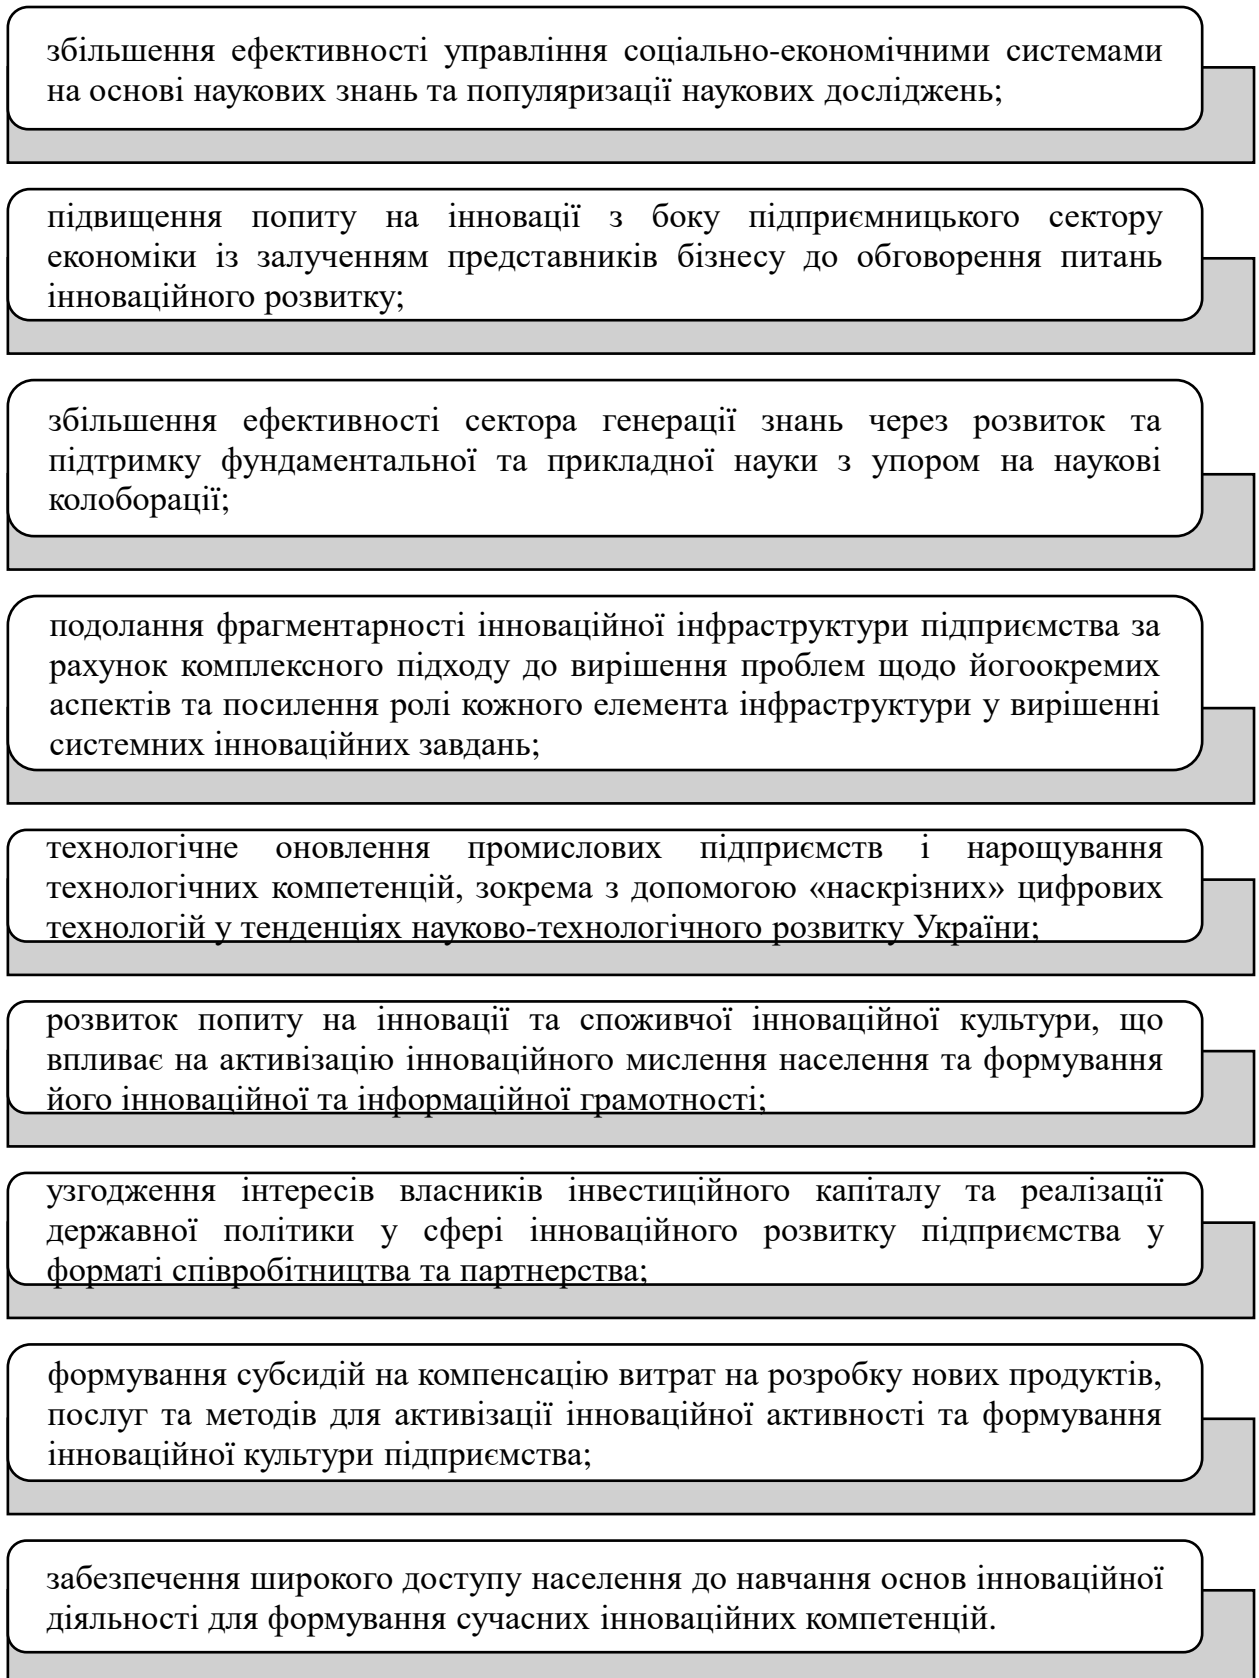 збільшення ефективності управління соціально-економічними системами
на основі наукових знань та популяризації наукових досліджень;
підвищення попиту на інновації з боку підприємницького сектору
економіки із залученням представників бізнесу до обговорення питань
інноваційного розвитку;
збільшення ефективності сектора генерації знань через розвиток та
підтримку фундаментальної та прикладної науки з упором на наукові
колоборації;
подолання фрагментарності інноваційної інфраструктури підприємства за
рахунок комплексного підходу до вирішення проблем щодо йогоокремих
аспектів та посилення ролі кожного елемента інфраструктури у вирішенні
системних інноваційних завдань;
технологічне оновлення промислових підприємств і нарощування
технологічних компетенцій, зокрема з допомогою «наскрізних» цифрових
технологій у тенденціях науково-технологічного розвитку України;
розвиток попиту на інновації та споживчої інноваційної культури, що
впливає на активізацію інноваційного мислення населення та формування
його інноваційної та інформаційної грамотності;
узгодження інтересів власників інвестиційного капіталу та реалізації
державної політики у сфері інноваційного розвитку підприємства у
форматі співробітництва та партнерства;
формування субсидій на компенсацію витрат на розробку нових продуктів,
послуг та методів для активізації інноваційної активності та формування
інноваційної культури підприємства;
забезпечення широкого доступу населення до навчання основ інноваційної
діяльності для формування сучасних інноваційних компетенцій.